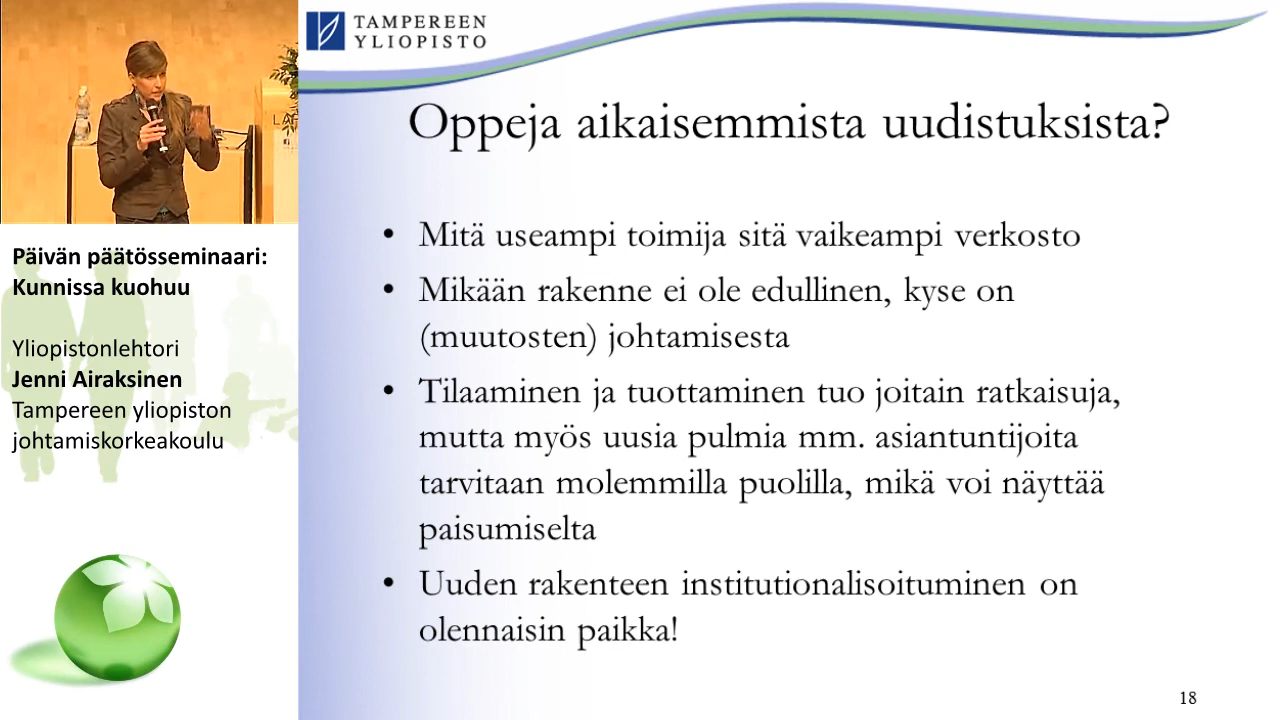 TAMPEREEN
YLIOPISTO
Oppeja aikaisemmista uudistuksista?
• Mitä useampi toimija sitä vaikeampi verkosto
• Mikään rakenne ei ole edullinen, kyse on
(muutosten) johtamisesta
• Tilaaminen ja tuottaminen tuo joitain ratkaisuja,
mutta myös uusia pulmia mm. asiantuntijoita
tarvitaan molemmilla puolilla, mikä voi näyttää
paisumiselta
• Uuden rakenteen institutionalisoituminen on
olennaisin paikka!
18
Päivän päätösseminaari:
Kunnissa kuohuu
Yliopistonlehtori
Jenni Airaksinen
Tampereen yliopiston
johtamiskorkeakoulu